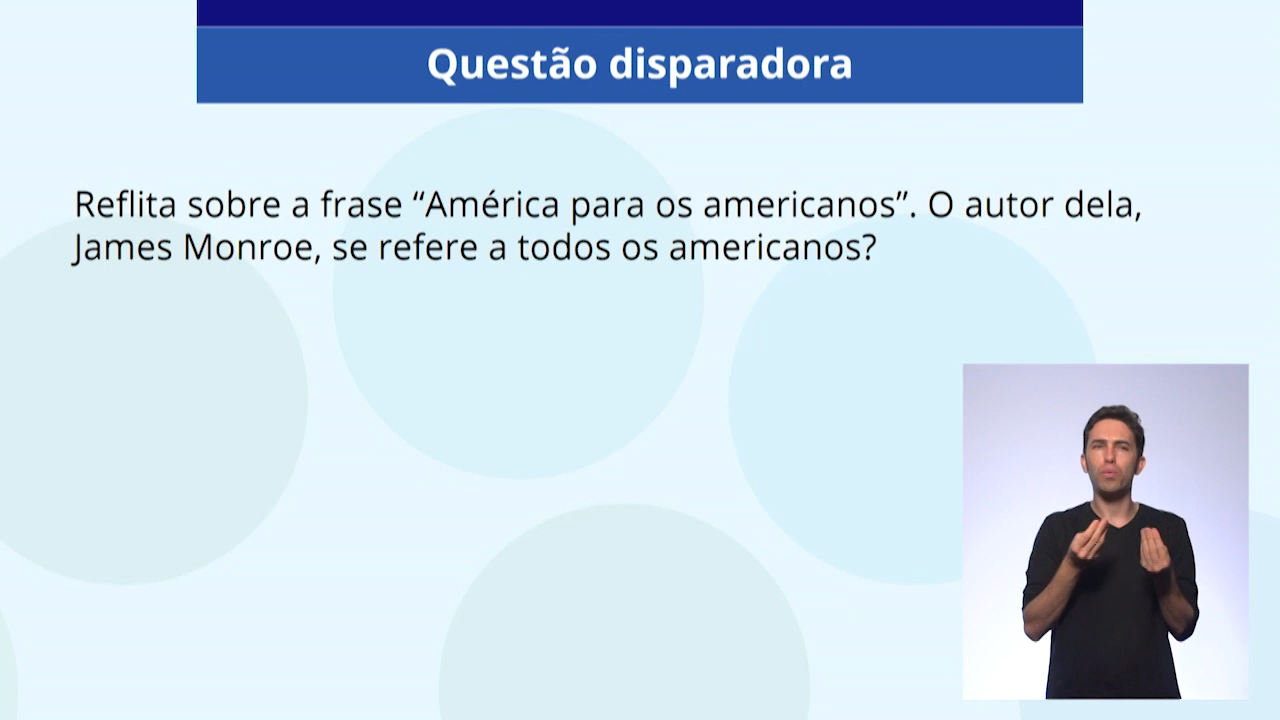 Questão disparadora
Reflita sobre a frase “América para os americanos”. O autor dela,
James Monroe, se refere a todos os americanos?